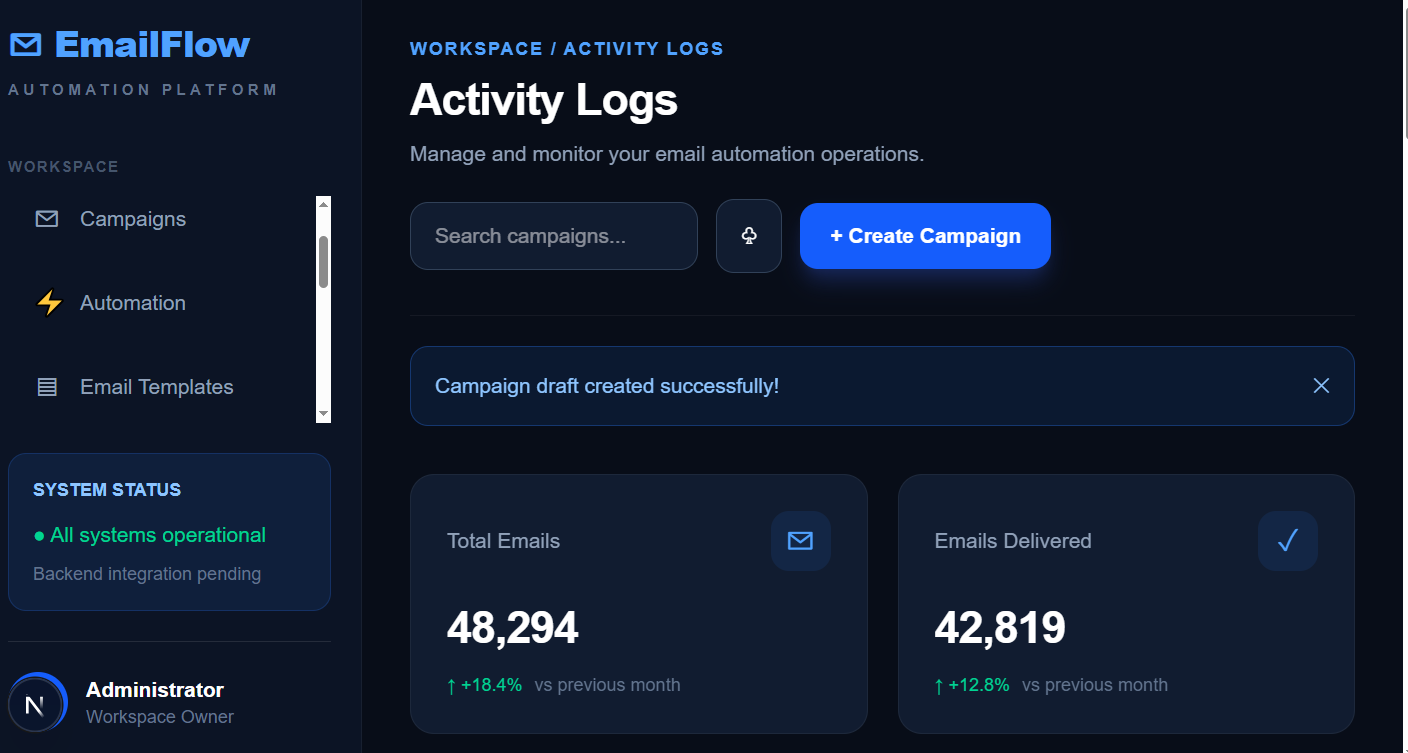 EmailFlow
AUTOMATION PLATFORM
WORKSPACE
Campaigns
Automation
Email Templates
SYSTEM STATUS
● All systems operational
Backend integration pending
N
Administrator
Workspace Owner
WORKSPACE / ACTIVITY LOGS
Activity Logs
Manage and monitor your email automation operations.
Search campaigns...
+ Create Campaign
Campaign draft created successfully!
Total Emails
48,294
↑ +18.4% vs previous month
Emails Delivered
42,819
↑ +12.8% vs previous month